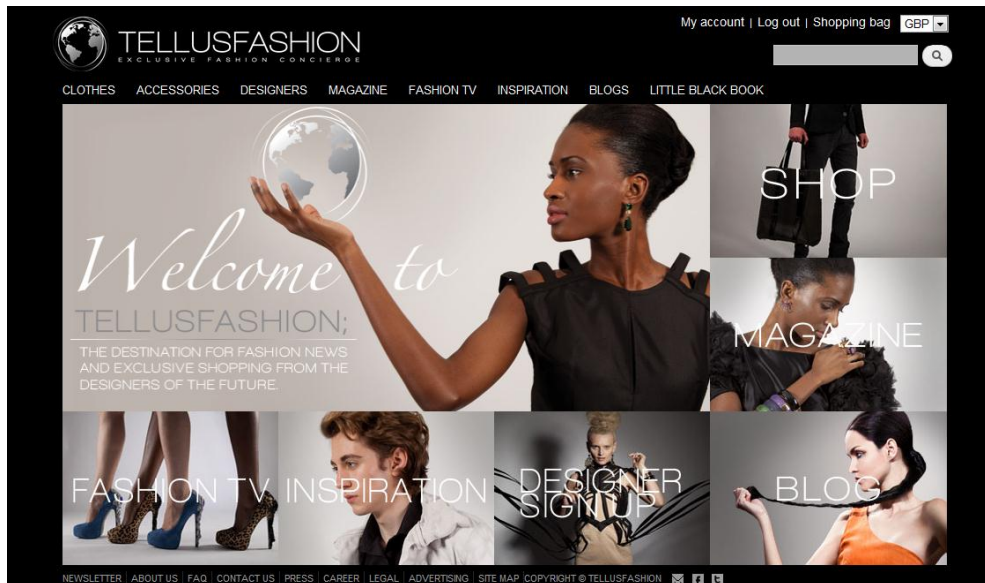 My account | Log out | Shopping bag GBP
TELLUSFASHION
EXCLUSIVE FASHION CONCIERGE
CLOTHES ACCESSORIES DESIGNERS MAGAZINE FASHION TV INSPIRATION BLOGS LITTLE BLACK BOOK
Welcome to
TELLUSFASHION;
THE DESTINATION FOR FASHION NEWS
AND EXCLUSIVE SHOPPING FROM THE
DESIGNERS OF THE FUTURE.
SHOP
MAGAZINE
FASHION TV
INSPIRATION
DESIGNER
SIGN UP
BLOG
NEWSLETTER | ABOUT US | FAQ | CONTACT US | PRESS | CAREER | LEGAL | ADVERTISING | SITE MAP | COPYRIGHT © TELLUSFASHION